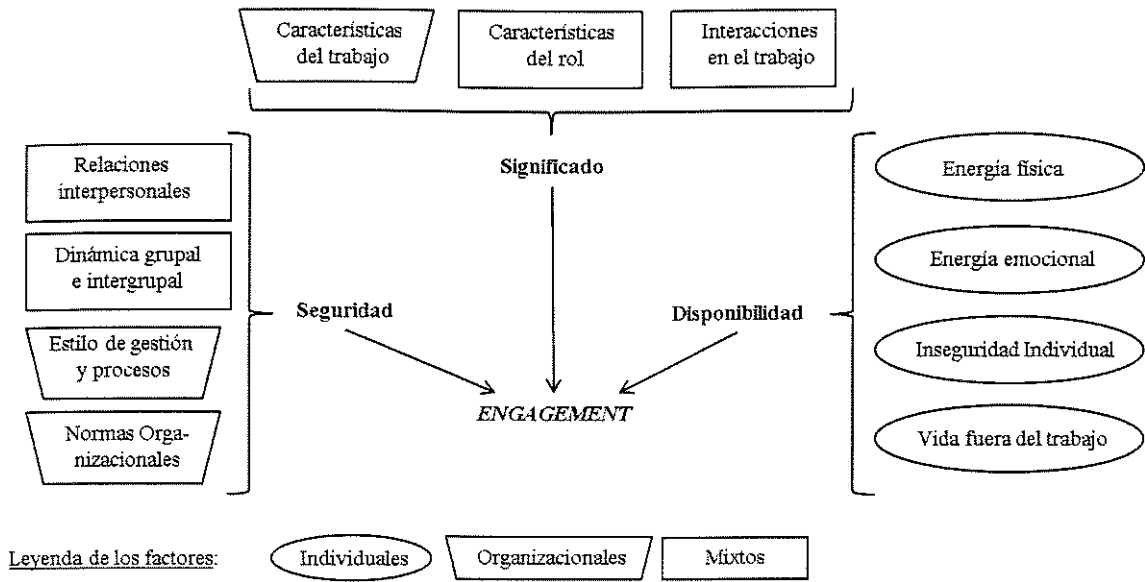 Características
del trabajo
Características
del rol
Interacciones
en el trabajo
Relaciones
interpersonales
Significado
Energía física
Dinámica grupal
e intergrupal
Energía emocional
Seguridad
Disponibilidad
Estilo de gestión
y procesos
Inseguridad Individual
ENGAGEMENT
Normas Orga-
nizacionales
Vida fuera del trabajo
Leyenda de los factores:
Individuales
Organizacionales
Mixtos